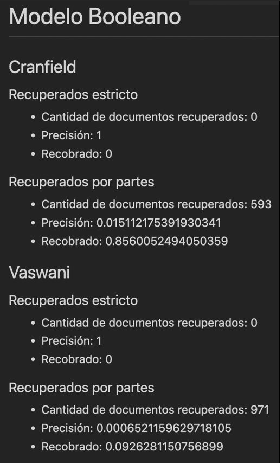 Modelo Booleano
Cranfield
Recuperados estricto
• Cantidad de documentos recuperados: 0
• Precisión: 1
• Recobrado: 0
Recuperados por partes
• Cantidad de documentos recuperados: 593
• Precisión: 0.015112175391930341
• Recobrado: 0.8560052494050359
Vaswani
Recuperados estricto
• Cantidad de documentos recuperados: 0
• Precisión: 1
• Recobrado: 0
Recuperados por partes
• Cantidad de documentos recuperados: 971
• Precisión: 0.0006521159629718105
• Recobrado: 0.0926281150756899